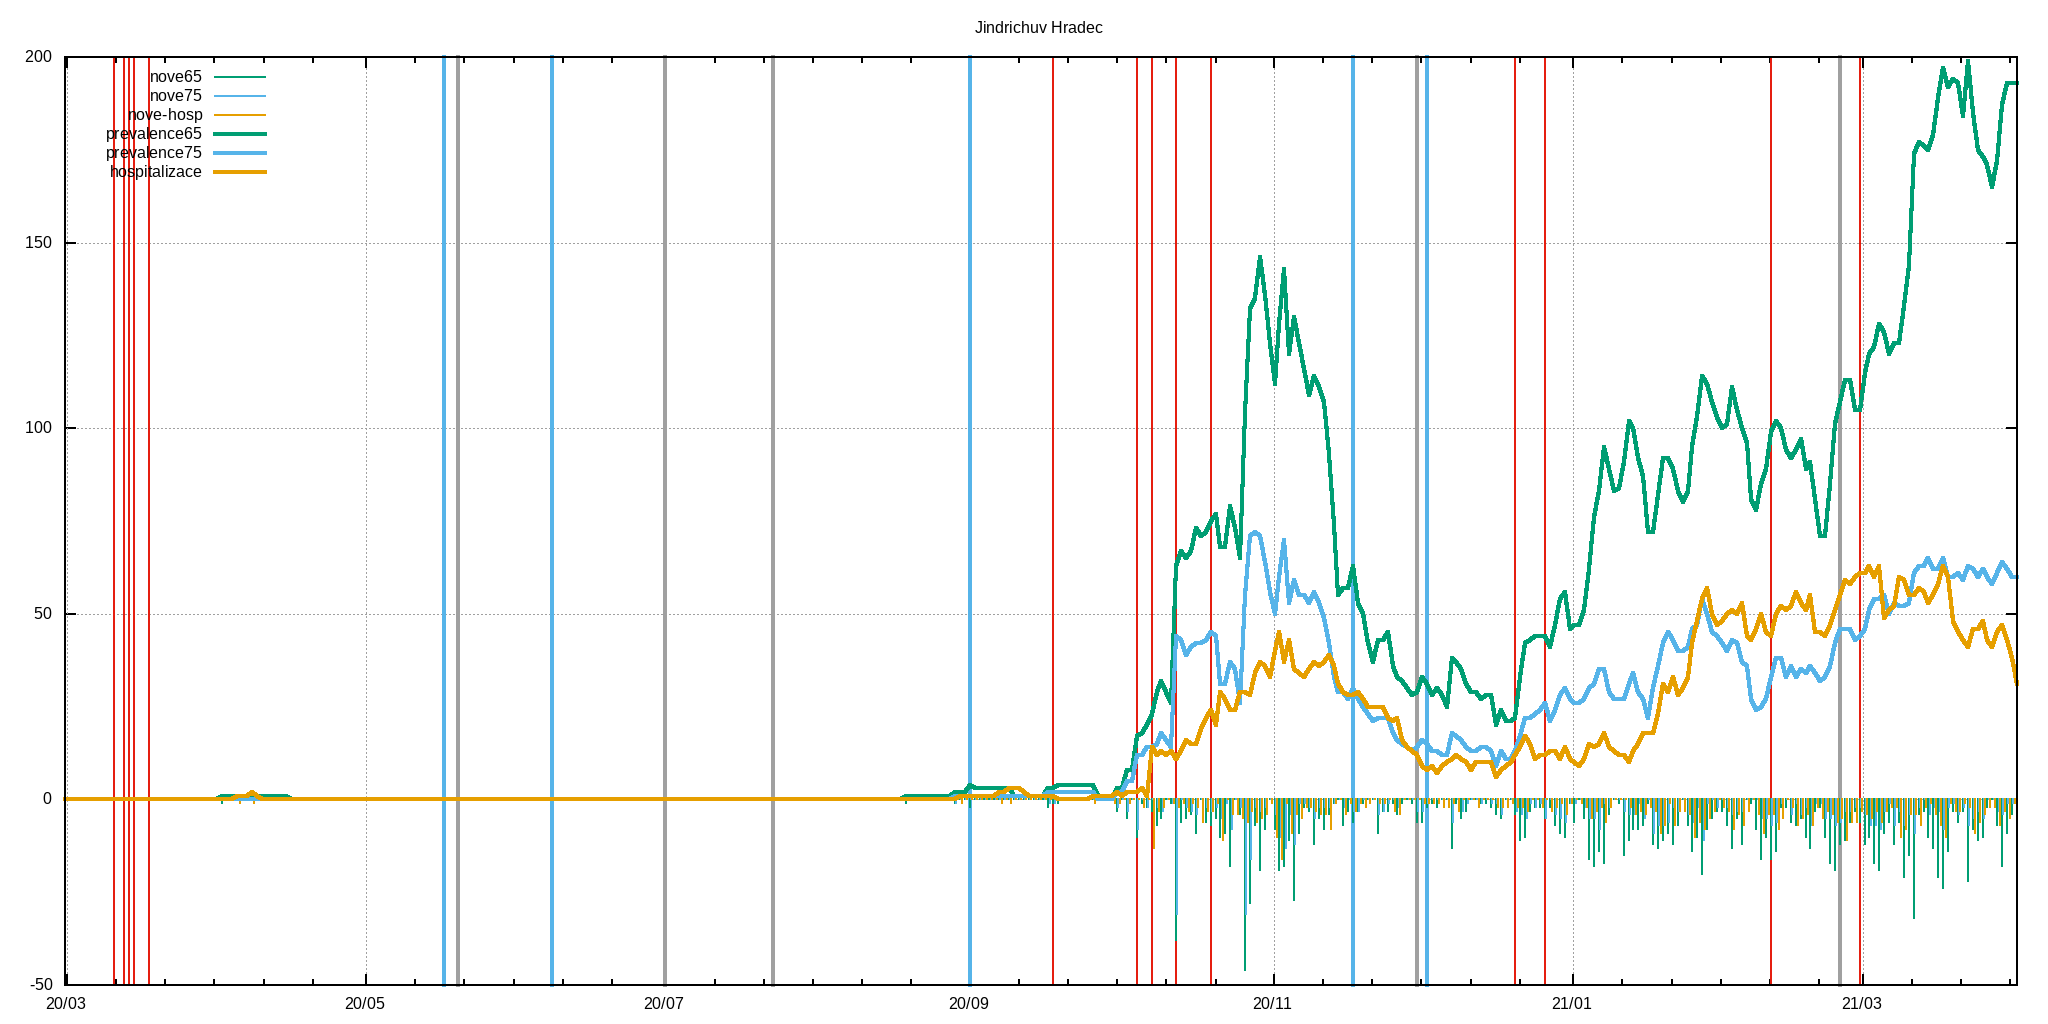 Jindrichuv Hradec
200
nove65
nove75
nove-hosp
prevalence65
prevalence75
hospitalizace
150
100
50
0
-50
20/03 20/05 20/07 20/09 20/11 21/01 21/03